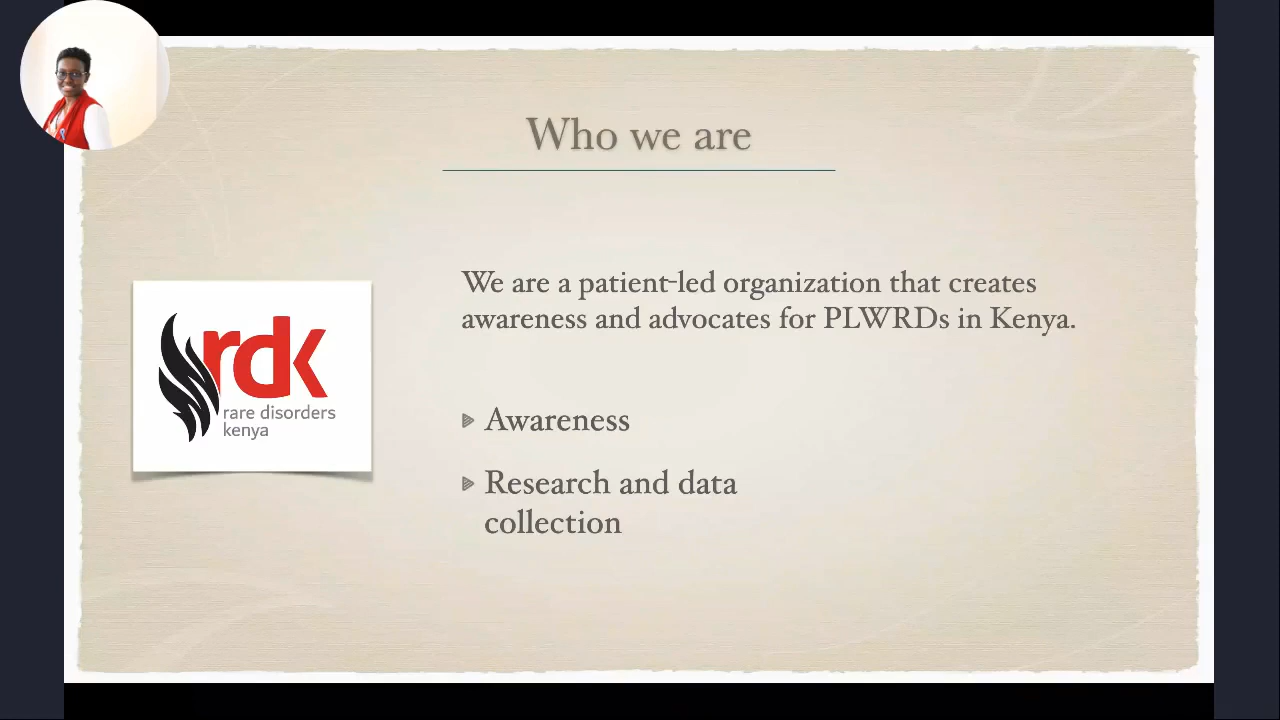 Who we are
We are a patient-led organization that creates
awareness and advocates for PLWRDs in Kenya.
rdk
rare disorders
kenya
Awareness
Research and data
collection